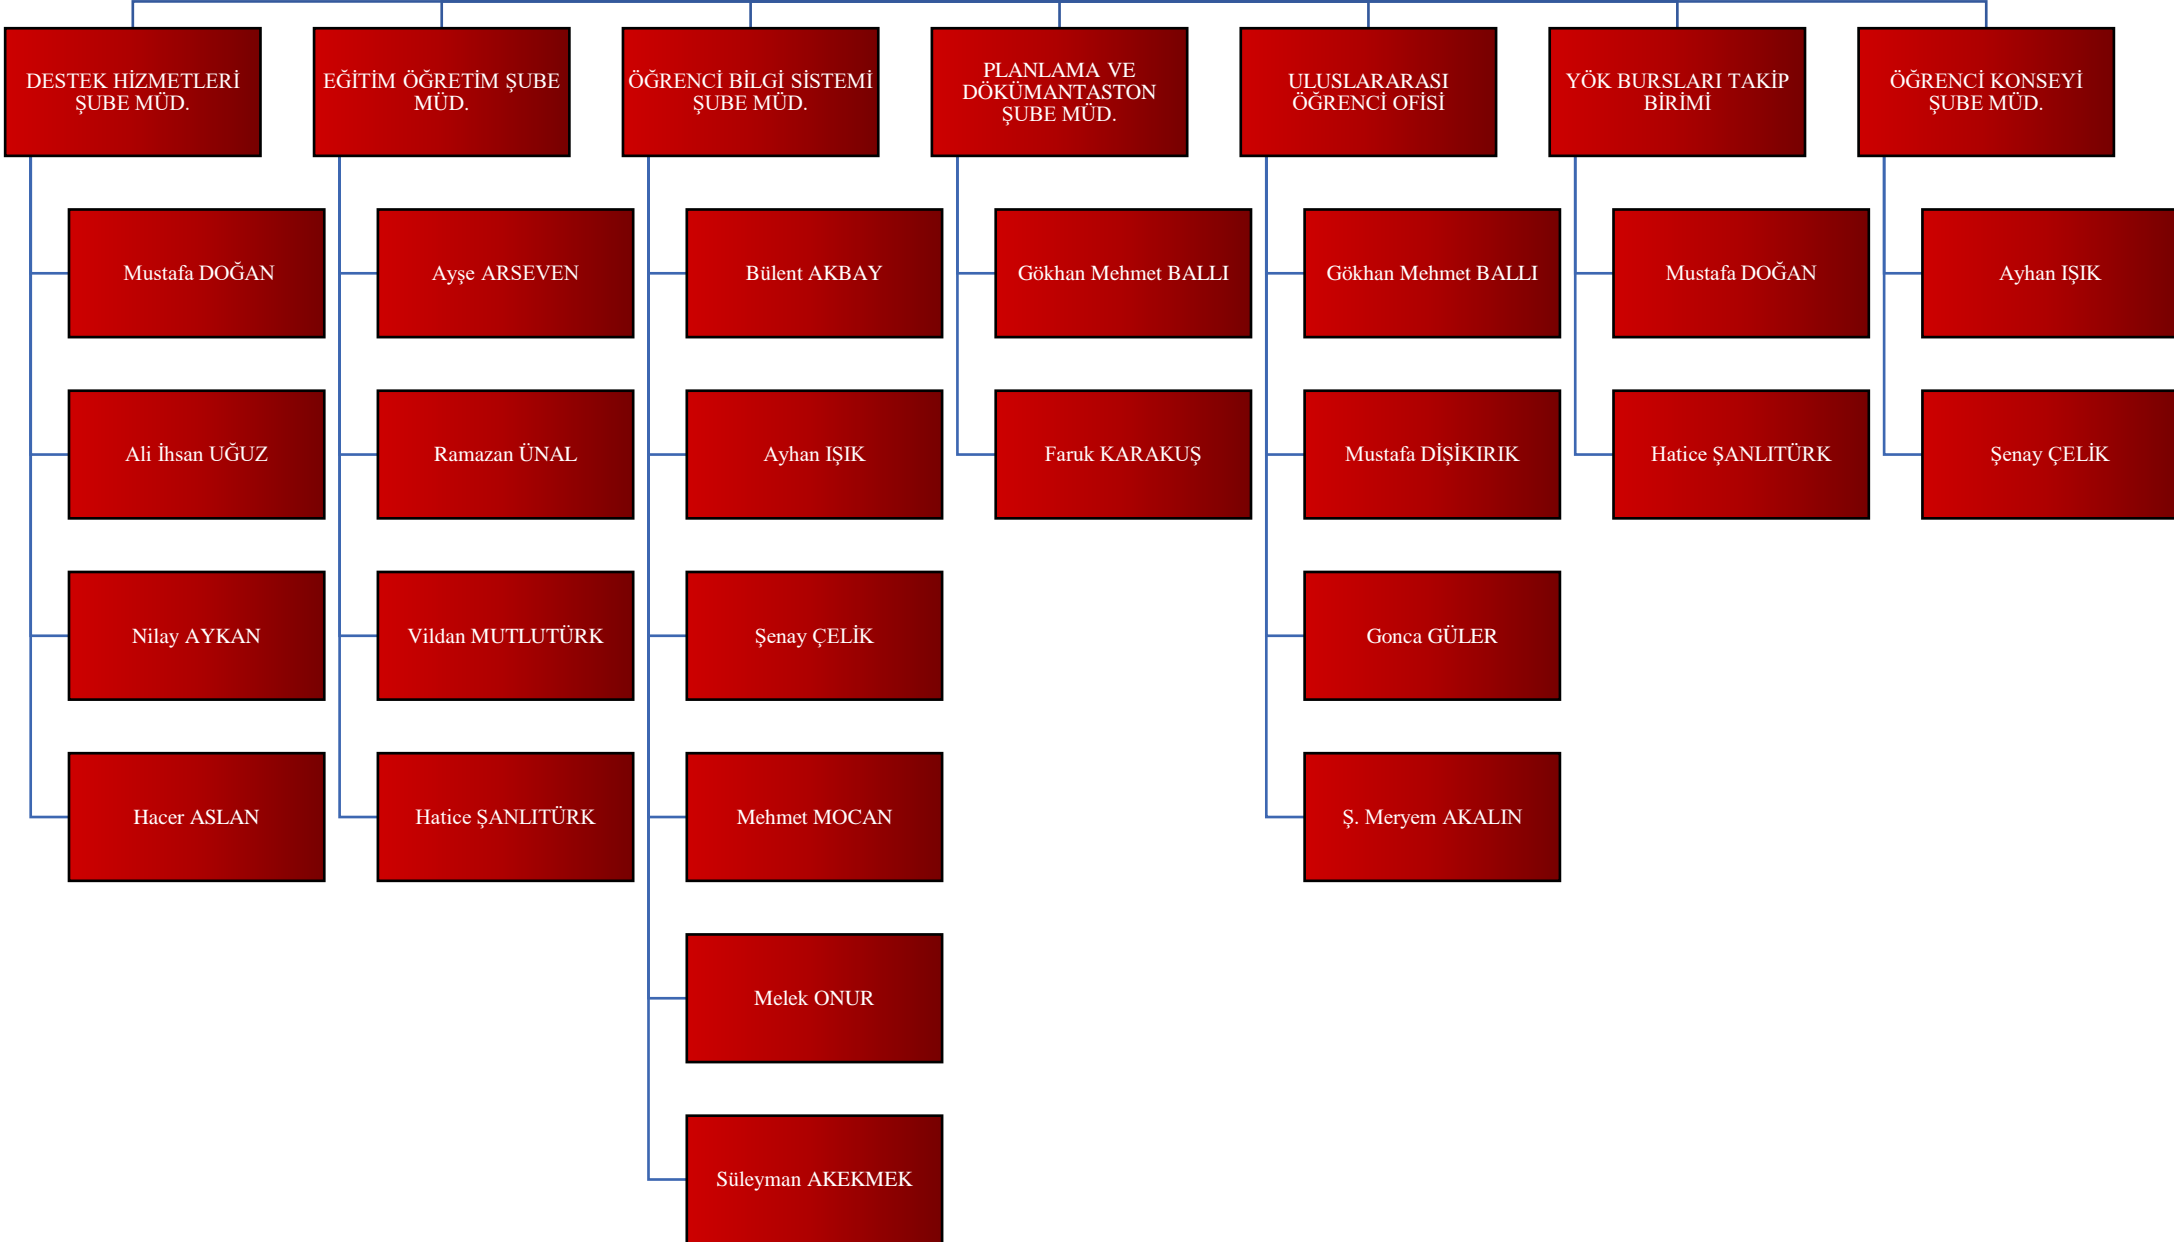 DESTEK HİZMETLERİ
ŞUBE MÜD.
Mustafa DOĞAN
Ali İhsan UĞUZ
Nilay AYKAN
Hacer ASLAN
EĞİTİM ÖĞRETİM ŞUBE
MÜD.
Ayşe ARSEVEN
Ramazan ÜNAL
Vildan MUTLUTÜRK
Hatice ŞANLITÜRK
ÖĞRENCİ BİLGİ SİSTEMİ
ŞUBE MÜD.
Bülent AKBAY
Ayhan IŞIK
Şenay ÇELİK
Mehmet MOCAN
Melek ONUR
Süleyman AKEKMEK
PLANLAMA VE
DÖKÜMANTASTON
ŞUBE MÜD.
Gökhan Mehmet BALLI
Faruk KARAKUŞ
ULUSLARARASI
ÖĞRENCİ OFİSİ
Gökhan Mehmet BALLI
Mustafa DİŞİKIRIK
Gonca GÜLER
Ş. Meryem AKALIN
YÖK BURSLARI TAKİP
BİRİMİ
Mustafa DOĞAN
Hatice ŞANLITÜRK
ÖĞRENCİ KONSEYİ
ŞUBE MÜD.
Ayhan IŞIK
Şenay ÇELİK